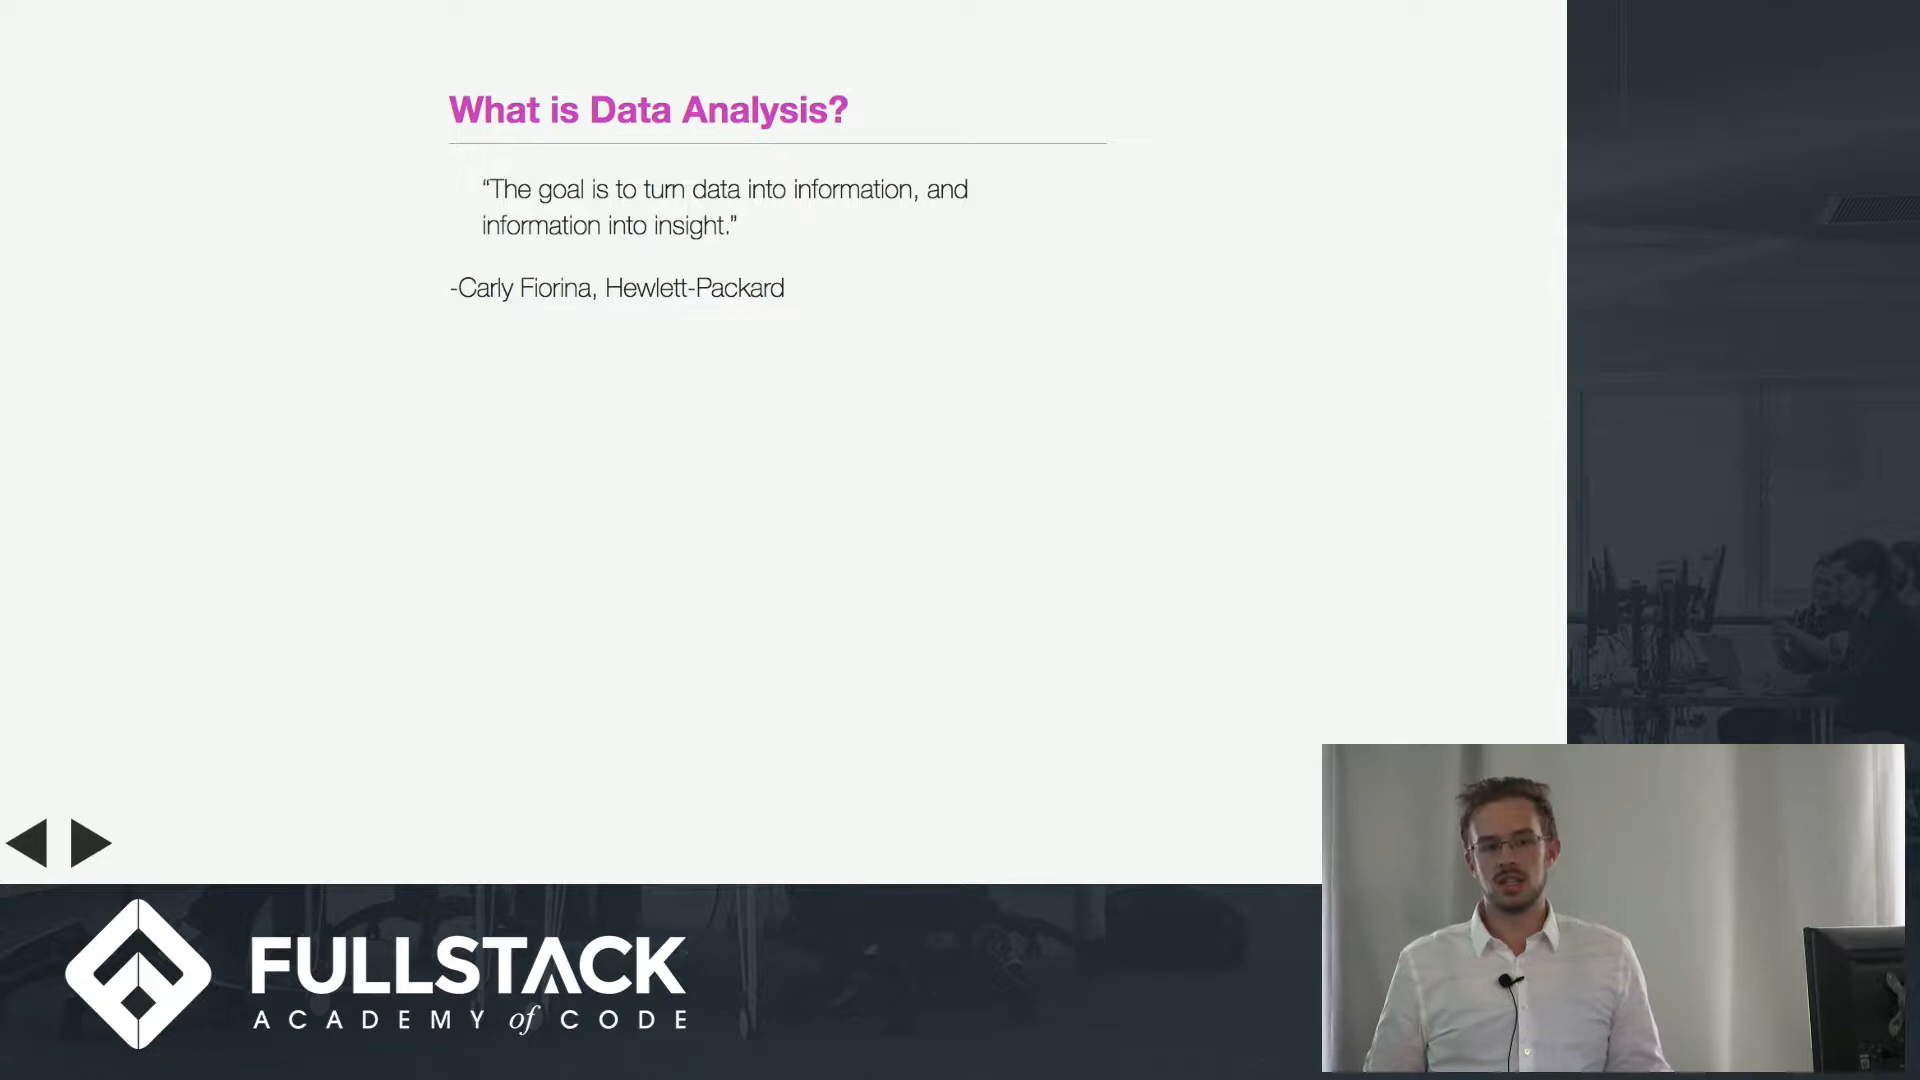 What is Data Analysis?
“The goal is to turn data into information, and
information into insight.”
-Carly Fiorina, Hewlett-Packard
FULLSTACK
ACADEMY of CODE